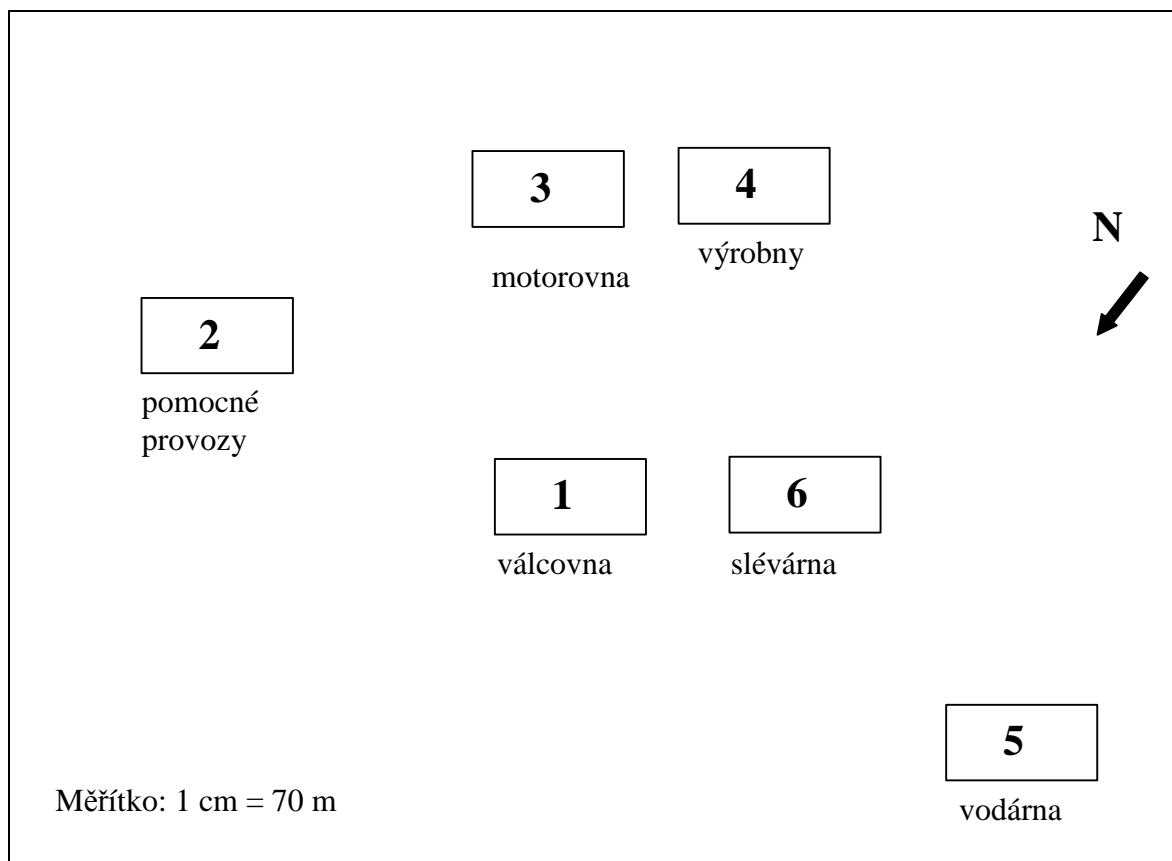 3
4
N
výrobny
motorovna
2
pomocné
provozy
1
6
válcovna
slévárna
5
Měřítko: 1 cm = 70 m
vodárna